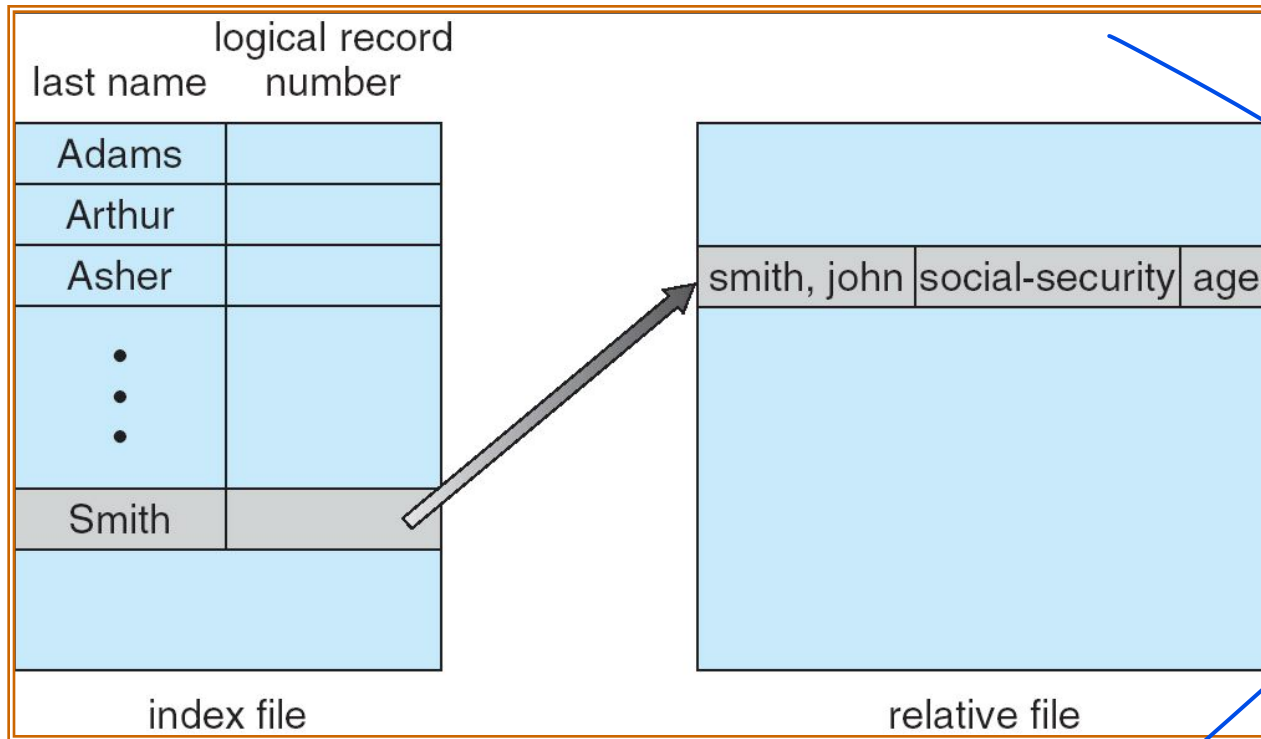 logical record
last name number
Adams
Arthur
Asher
smith, john social-security age
Smith
index file relative file